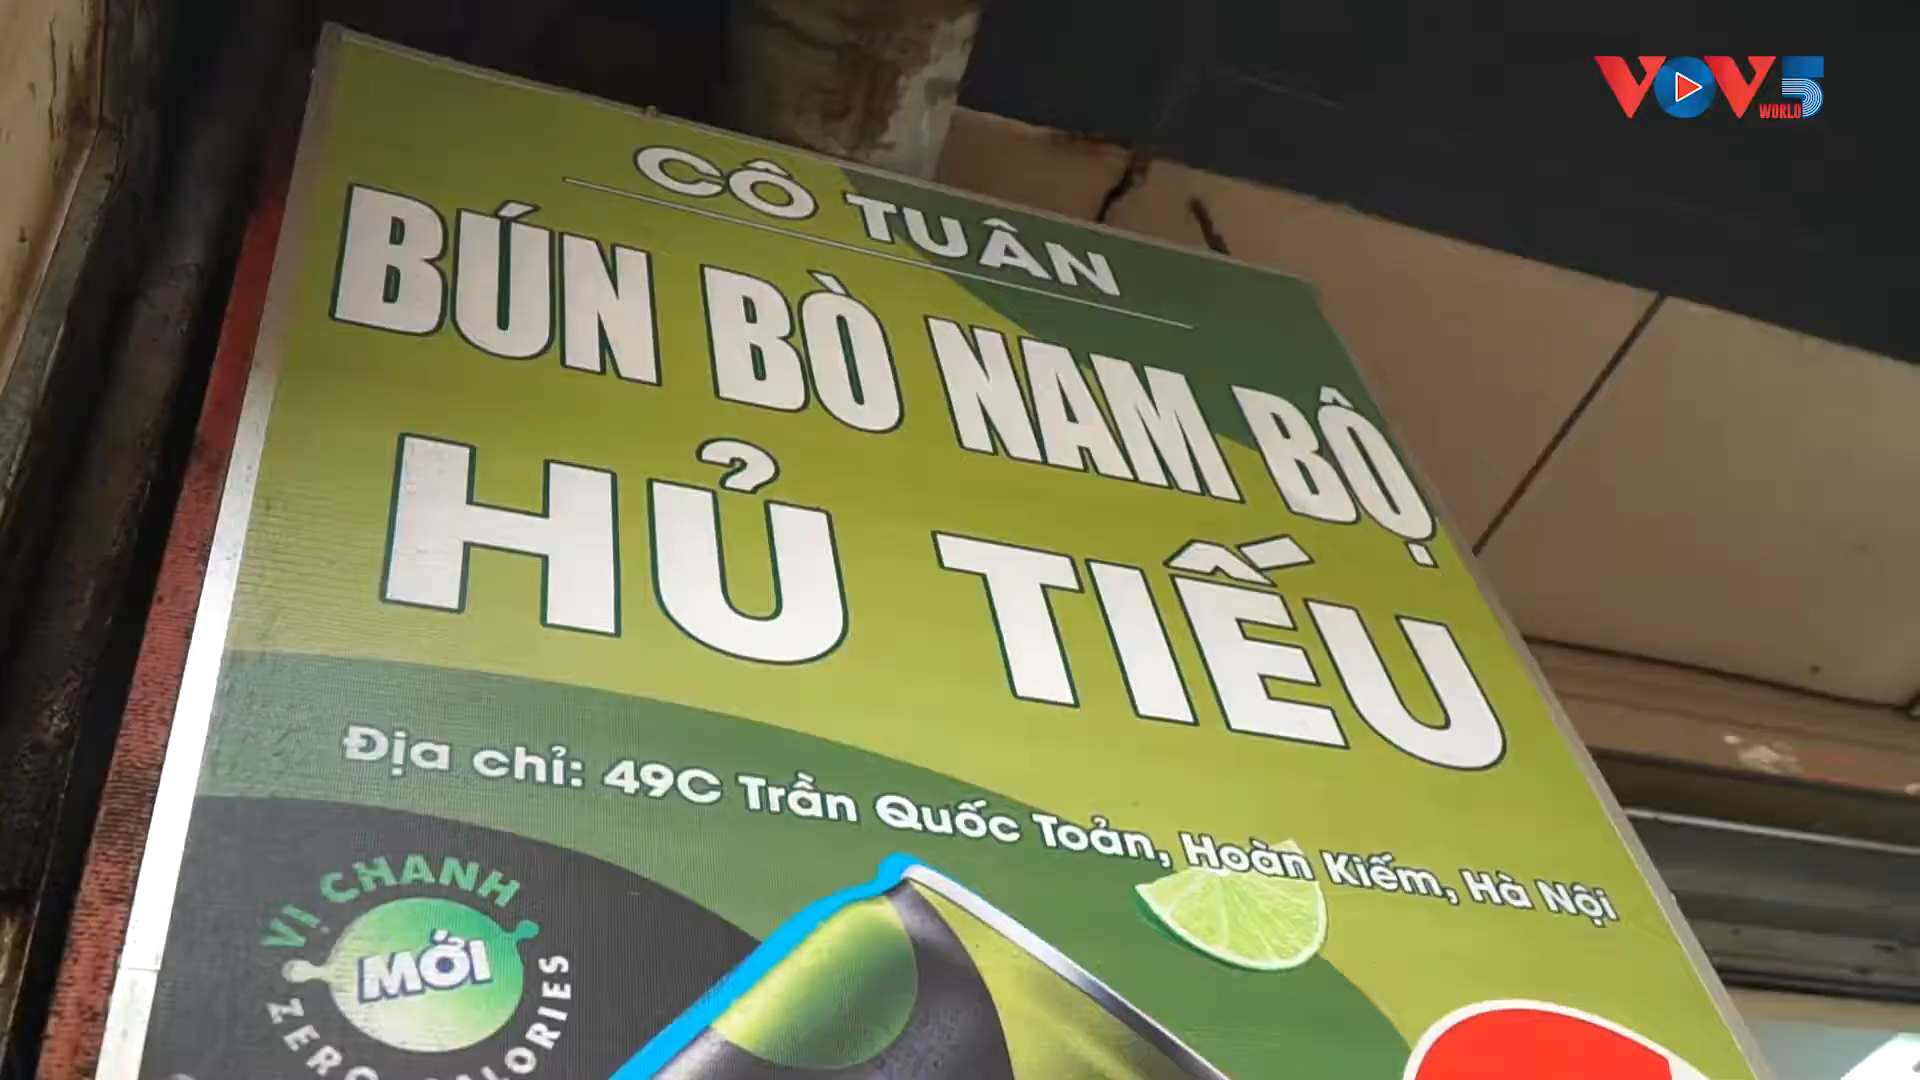 VOV5
WORLD
CÔ TUÂN
BÚN BÒ NAM BỘ
HỦ TIẾU
Địa chỉ: 49C Trần Quốc Toản, Hoàn Kiếm, Hà Nội
VỊ CHANH
MỚI
ZERO CALORIES